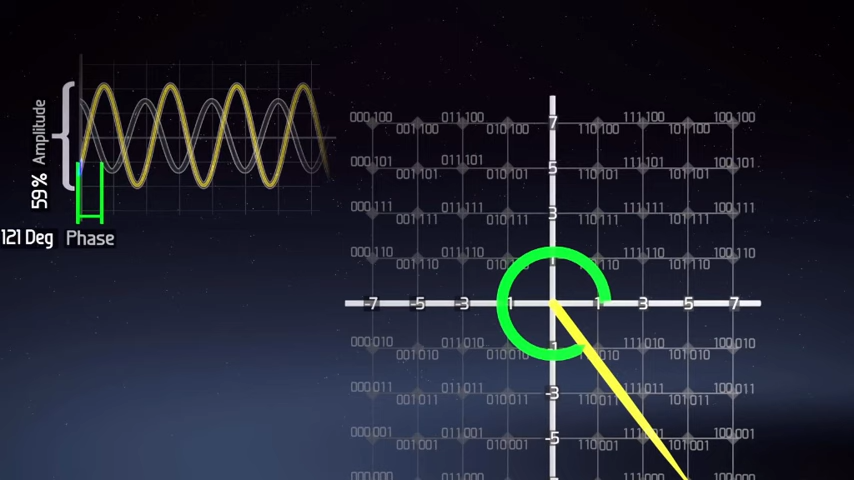 Amplitude
59%
121 Deg Phase
7
000 100 001 100 011 100 010 100 110 100 111 100 101 100 100 100
5
000 101 001 101 011 101 010 101 110 101 111 101 101 101 100 101
3
000 111 001 111 011 111 010 111 110 111 111 111 101 111 100 111
1
000 110 001 110 011 110 010 110 110 110 111 110 101 110 100 110
-7 -5 -3 1 1 3 5 7
000 010 001 010 011 010 010 010 010 111 010 101 010 100 010
000 011 001 011 011 011 010 011 110 011 111 011 101 011 100 011
-3
000 001 001 001 011 001 010 001 110 001 101 001 100 001
-5
000 000 011 000 111 000 100 000